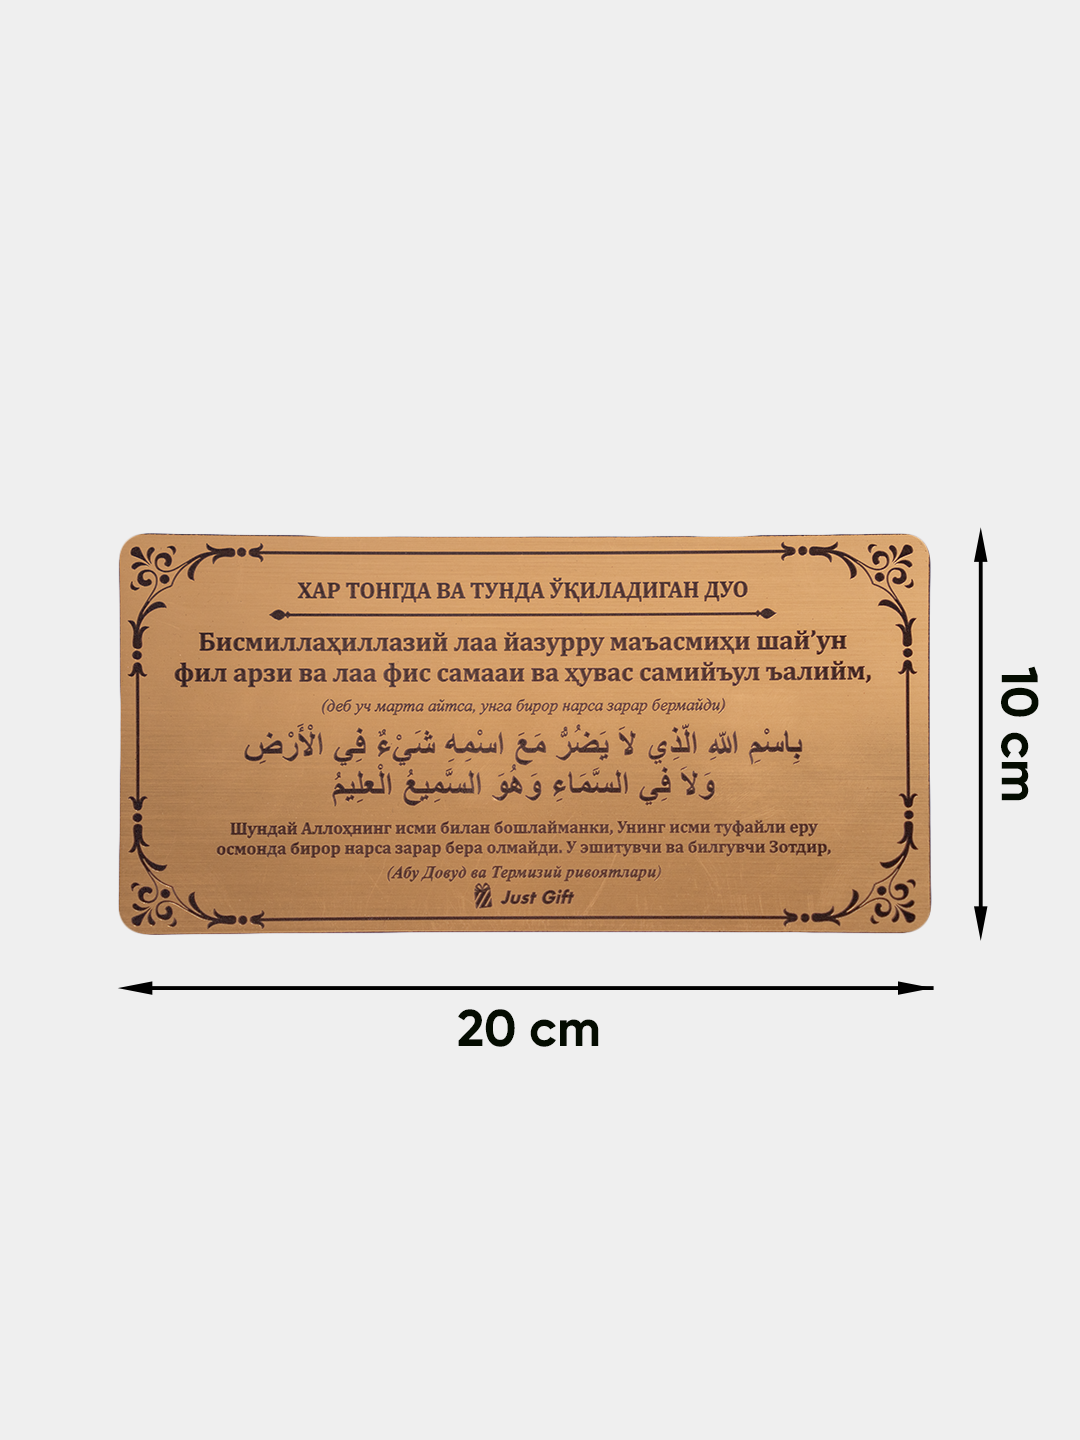 ХАР ТОНГДА ВА ТУНДА ЎҚИЛАДИГАН ДУО
Бисмиллаҳиллазий лаа йазурру маъасмиҳи шай’ун
фил арзи ва лаа фис самааи ва ҳувас самийъул ъалийм,
(деб уч марта айтса, унга бирор нарса зарар бермайди)
بِاسْمِ اللهِ الَّذِي لاَ يَضُرُّ مَعَ اسْمِهِ شَيْءٌ فِي الْأَرْضِ
وَلاَ فِي السَّمَاءِ وَهُوَ السَّمِيعُ الْعلِيمُ
Шундай Аллоҳнинг исми билан бошлайманки, Унинг исми туфайли еру
осмонда бирор нарса зарар бера олмайди. У эшитувчи ва билгувчи Зотдир,
(Абу Довуд ва Термизий ривоятлари)
Just Gift
10 cm
20 cm